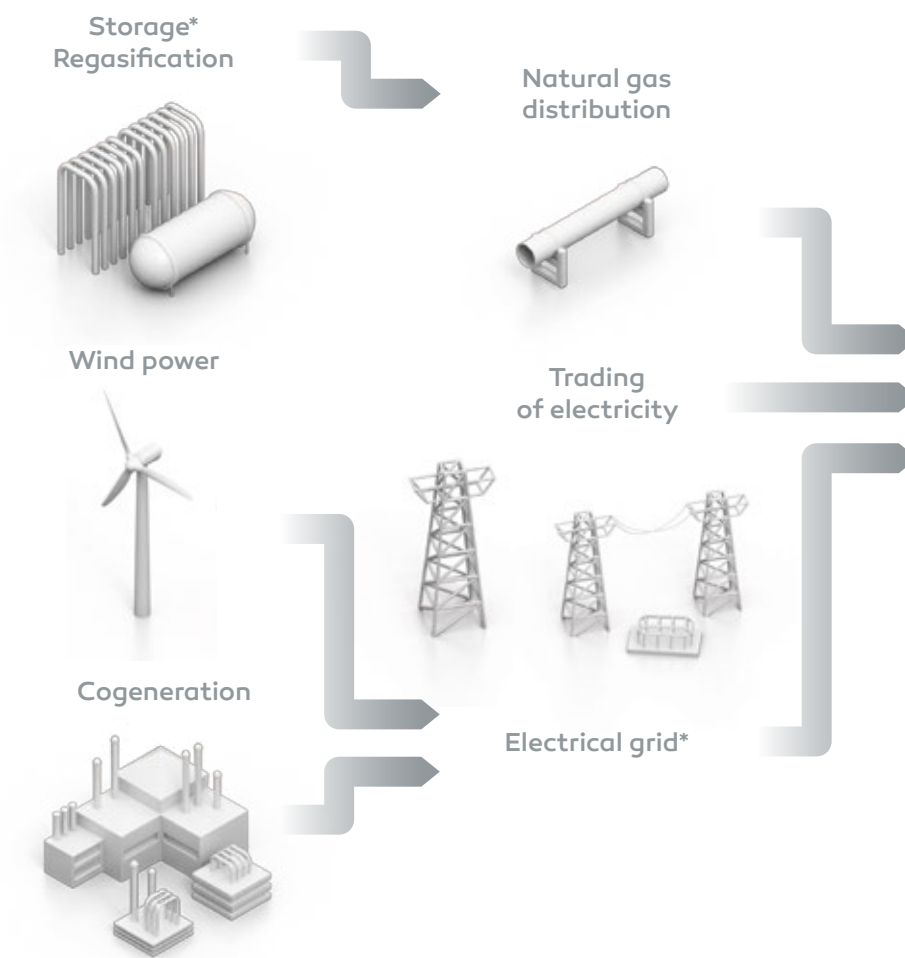 Storage*
Regasification
Natural gas
distribution
Wind power
Trading
of electricity
Cogeneration
Electrical grid*